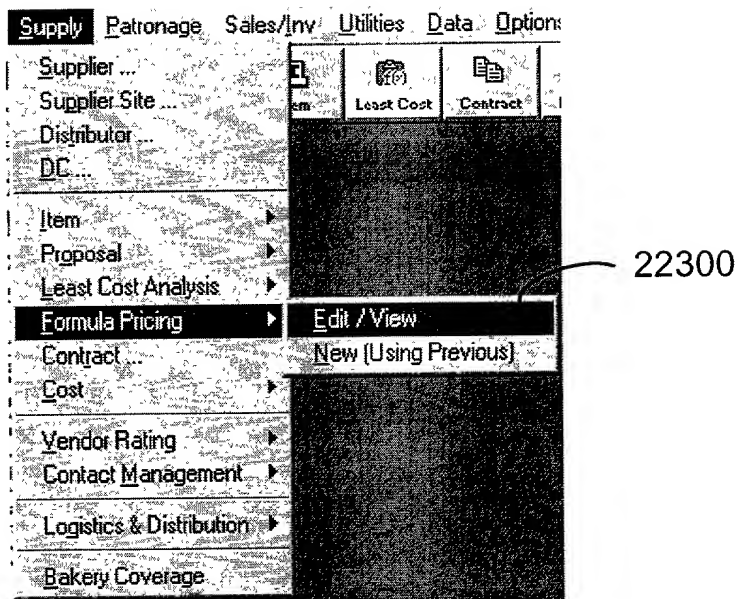 Supply Patronage Sales/Inv Utilities Data Option
Supplier ...
Supplier Site ...
Least Cost Contract
Distributor ...
DC ...
Item
Proposal
Least Cost Analysis
22300
Formula Pricing Edit / View
Contract ... New (Using Previous)
Cost
Vendor Rating
Contact Management
Logistics & Distribution
Bakery Coverage